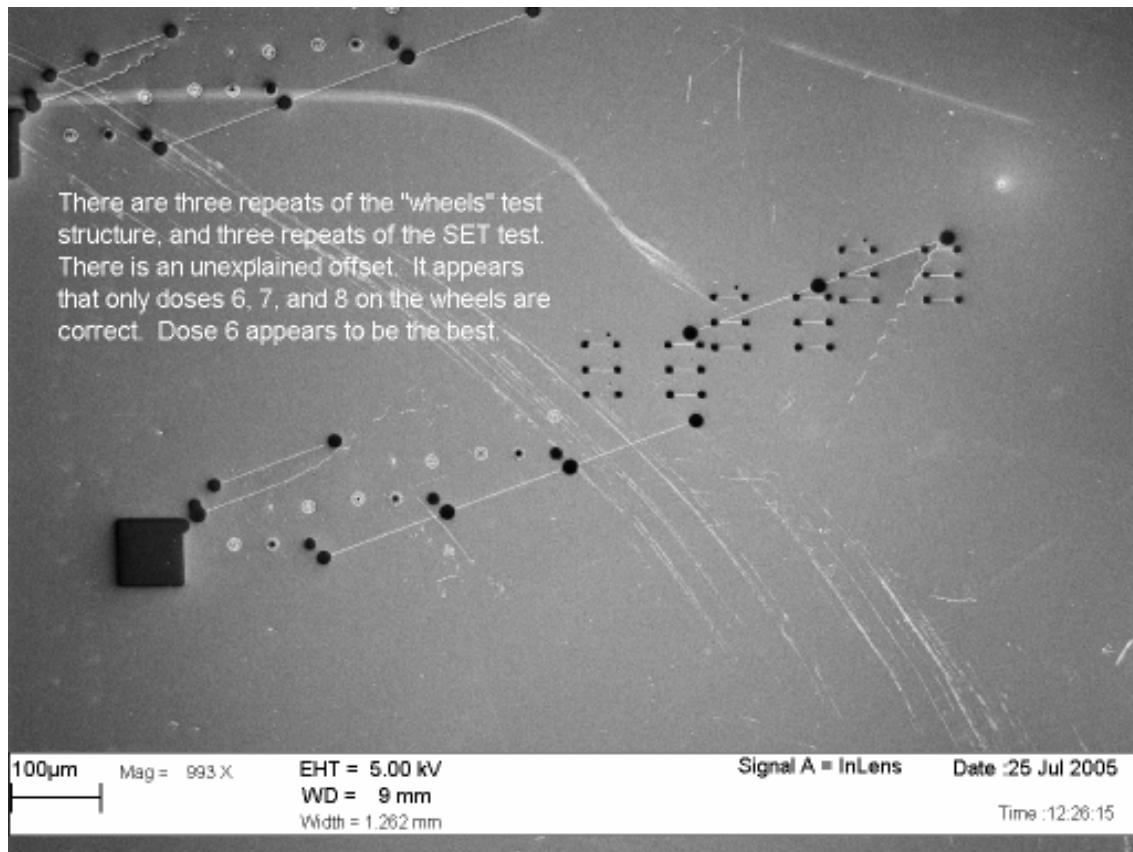 There are three repeats of the "wheels" test
structure, and three repeats of the SET test.
There is an unexplained offset. It appears
that only doses 6, 7, and 8 on the wheels are
correct. Dose 6 appears to be the best.
100µm
Mag = 993 X
EHT = 5.00 kV
Signal A = InLens
Date :25 Jul 2005
WD = 9 mm
Width = 1.262 mm
Time :12:26:15